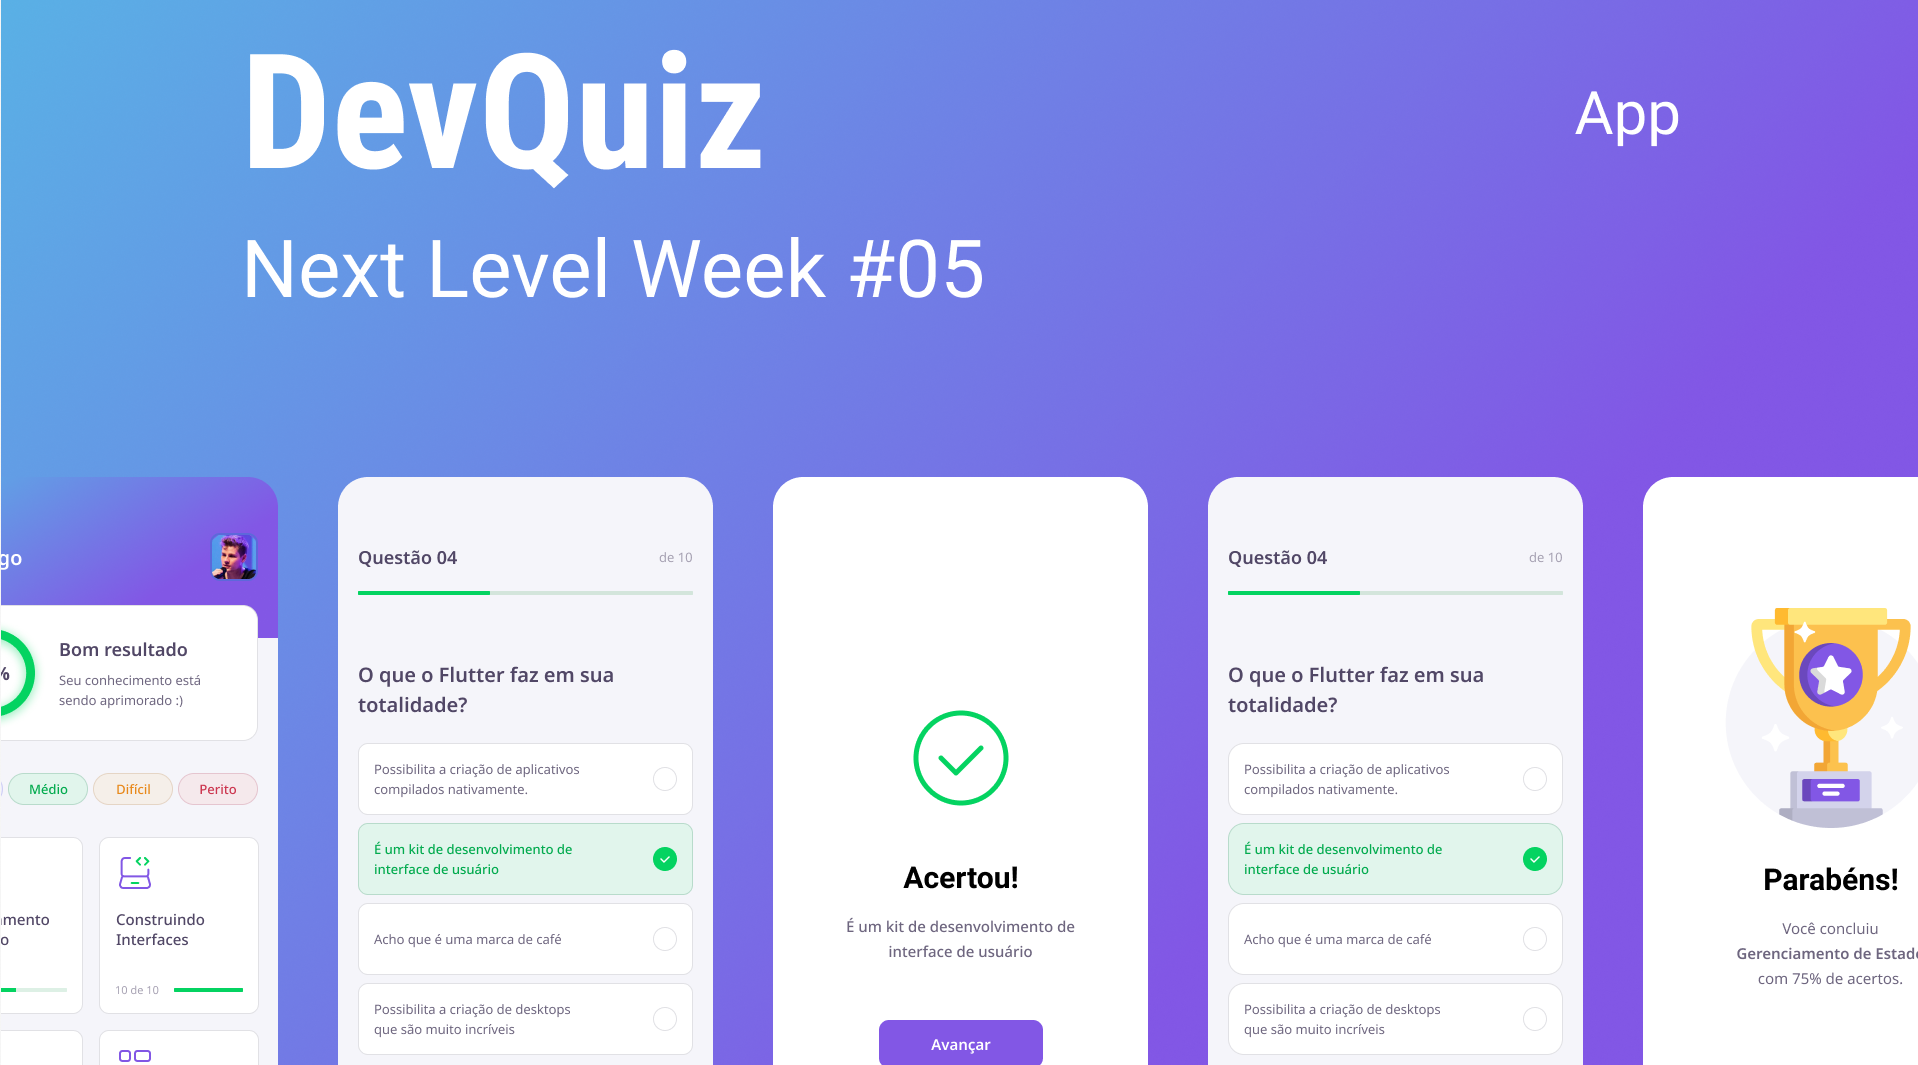 DevQuiz
App
Next Level Week #05
go
%
Bom resultado
Seu conhecimento está
sendo aprimorado :)
Médio
Difícil
Perito
Construindo
Interfaces
10 de 10
Questão 04
de 10
O que o Flutter faz em sua
totalidade?
Possibilita a criação de aplicativos
compilados nativamente.
É um kit de desenvolvimento de
interface de usuário
Acho que é uma marca de café
Possibilita a criação de desktops
que são muito incríveis
Acertou!
É um kit de desenvolvimento de
interface de usuário
Avançar
Questão 04
de 10
O que o Flutter faz em sua
totalidade?
Possibilita a criação de aplicativos
compilados nativamente.
É um kit de desenvolvimento de
interface de usuário
Acho que é uma marca de café
Possibilita a criação de desktops
que são muito incríveis
Parabéns!
Você concluiu
Gerenciamento de Estado
com 75% de acertos.